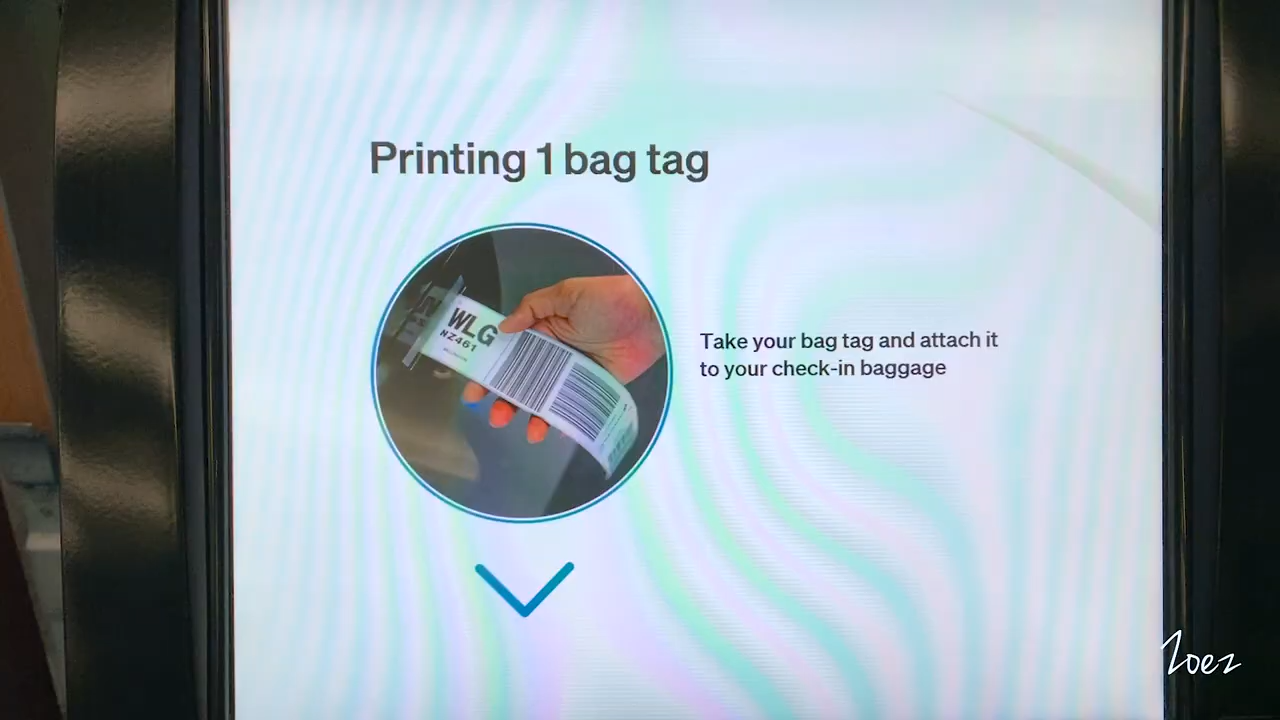 Printing 1 bag tag
WLG
NZ461
Take your bag tag and attach it
to your check-in baggage
Zoez